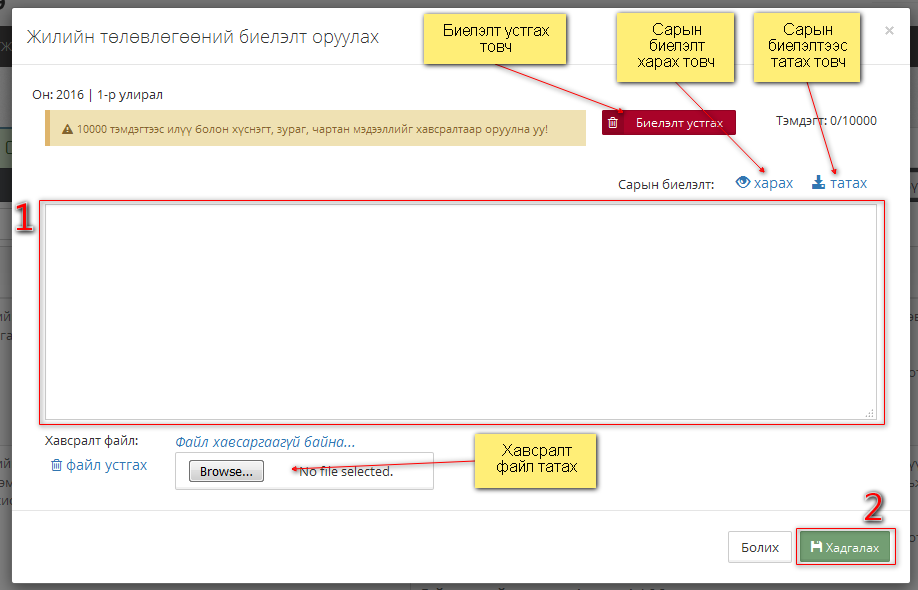 Жилийн төлөвлөгөөний биелэлт оруулах
Биелэлт устгах
товч
Сарын
биелэлт
харах товч
Сарын
биелэлтээс
татах товч
×
Он: 2016 | 1-р улирал
10000 тэмдэгтээс илүү болон хүснэгт, зураг, чартан мэдээллийг хавсралтаар оруулна уу!
Биелэлт устгах
Тэмдэгт: 0/10000
Сарын биелэлт:
харах
татах
1
Хавсралт файл:
Файл хавсаргаагүй байна...
файл устгах
Browse...
No file selected.
Хавсралт
файл татах
2
Болих
Хадгалах